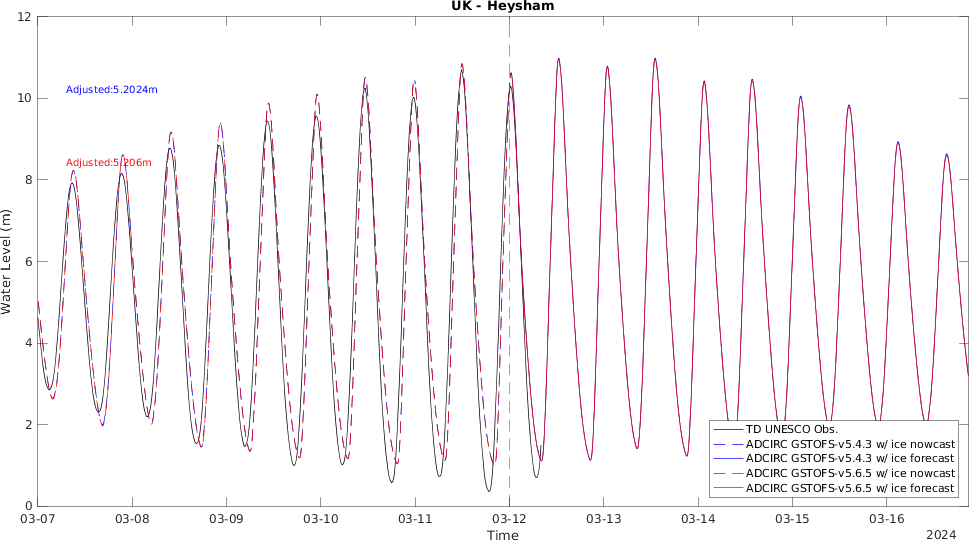 UK - Heysham
12
10
8
6
4
2
0
Water Level (m)
Adjusted:5.2024m
Adjusted:5.206m
TD UNESCO Obs.
ADCIRC GSTOFS-v5.4.3 w/ ice nowcast
ADCIRC GSTOFS-v5.4.3 w/ ice forecast
ADCIRC GSTOFS-v5.6.5 w/ ice nowcast
ADCIRC GSTOFS-v5.6.5 w/ ice forecast
03-07 03-08 03-09 03-10 03-11 03-12 03-13 03-14 03-15 03-16
Time
2024